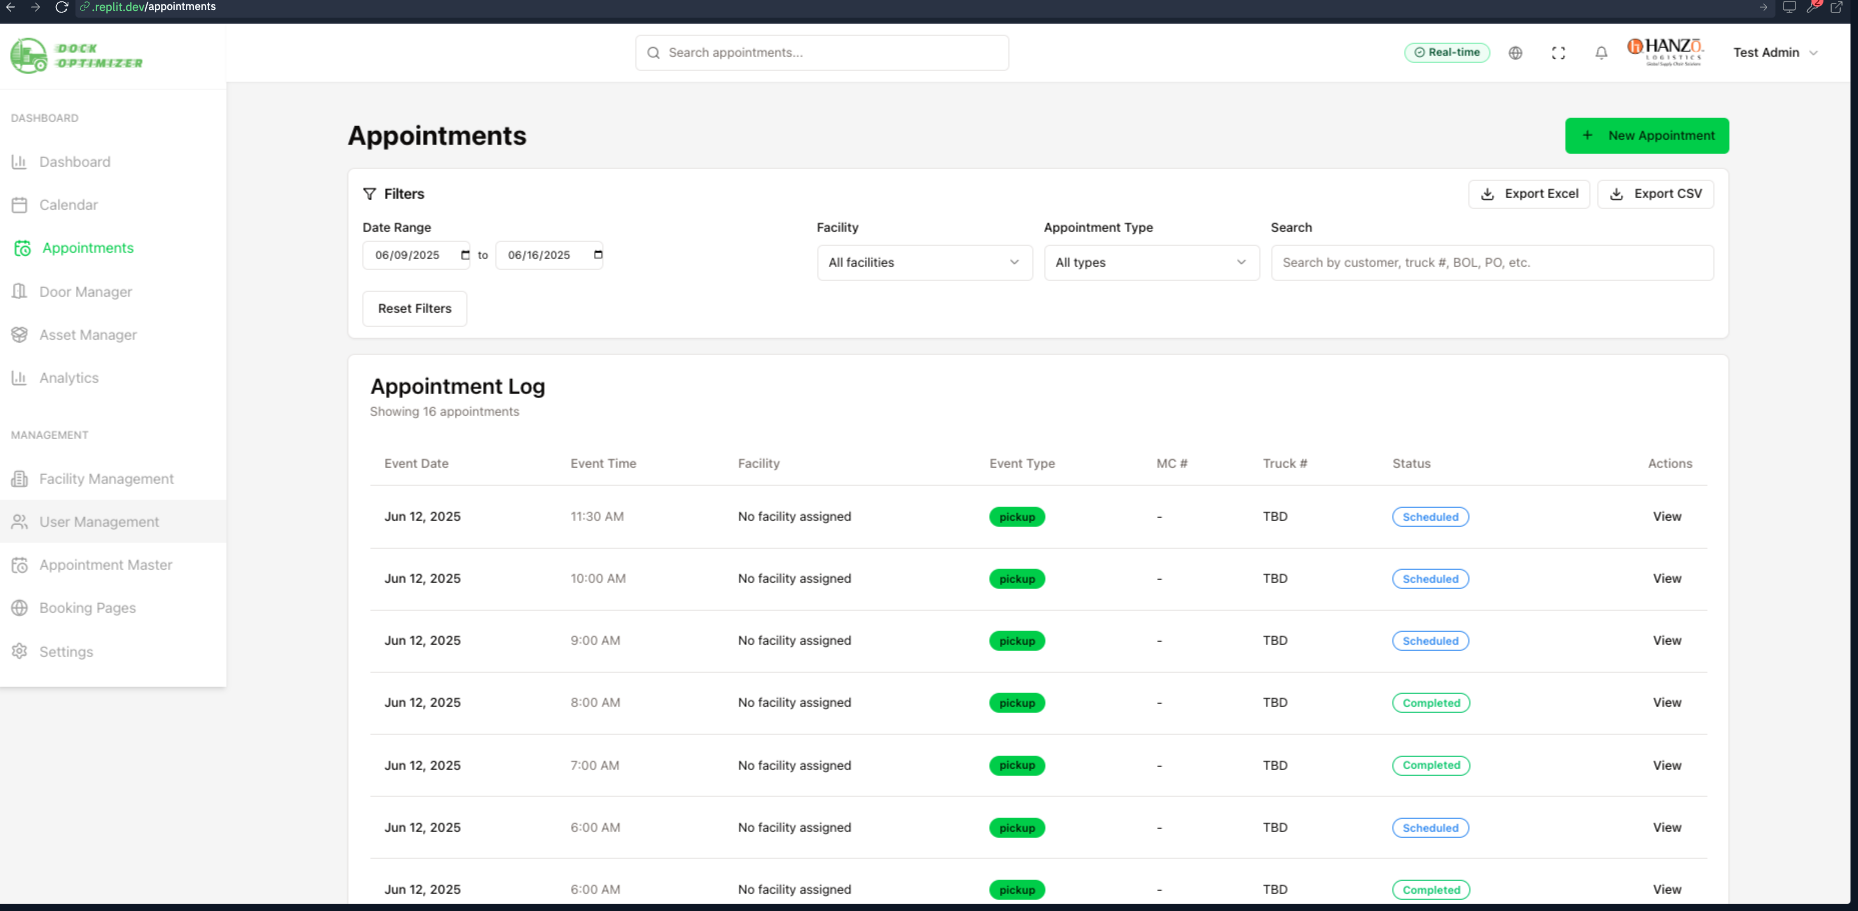 .replit.dev/appointments
2
DOCK
OPTIMIZER
Search appointments...
Real-time
HANZO
LOGISTICS
Global Supply Chain Solutions
Test Admin
DASHBOARD
Dashboard
Calendar
Appointments
Door Manager
Asset Manager
Analytics
MANAGEMENT
Facility Management
User Management
Appointment Master
Booking Pages
Settings
Appointments
+ New Appointment
Filters
Export Excel
Export CSV
Date Range
Facility
Appointment Type
Search
06/09/2025 to 06/16/2025
All facilities
All types
Search by customer, truck #, BOL, PO, etc.
Reset Filters
Appointment Log
Showing 16 appointments
Event Date Event Time Facility Event Type MC # Truck # Status Actions
Jun 12, 2025 11:30 AM No facility assigned pickup - TBD Scheduled View
Jun 12, 2025 10:00 AM No facility assigned pickup - TBD Scheduled View
Jun 12, 2025 9:00 AM No facility assigned pickup - TBD Scheduled View
Jun 12, 2025 8:00 AM No facility assigned pickup - TBD Completed View
Jun 12, 2025 7:00 AM No facility assigned pickup - TBD Completed View
Jun 12, 2025 6:00 AM No facility assigned pickup - TBD Scheduled View
Jun 12, 2025 6:00 AM No facility assigned pickup - TBD Completed View